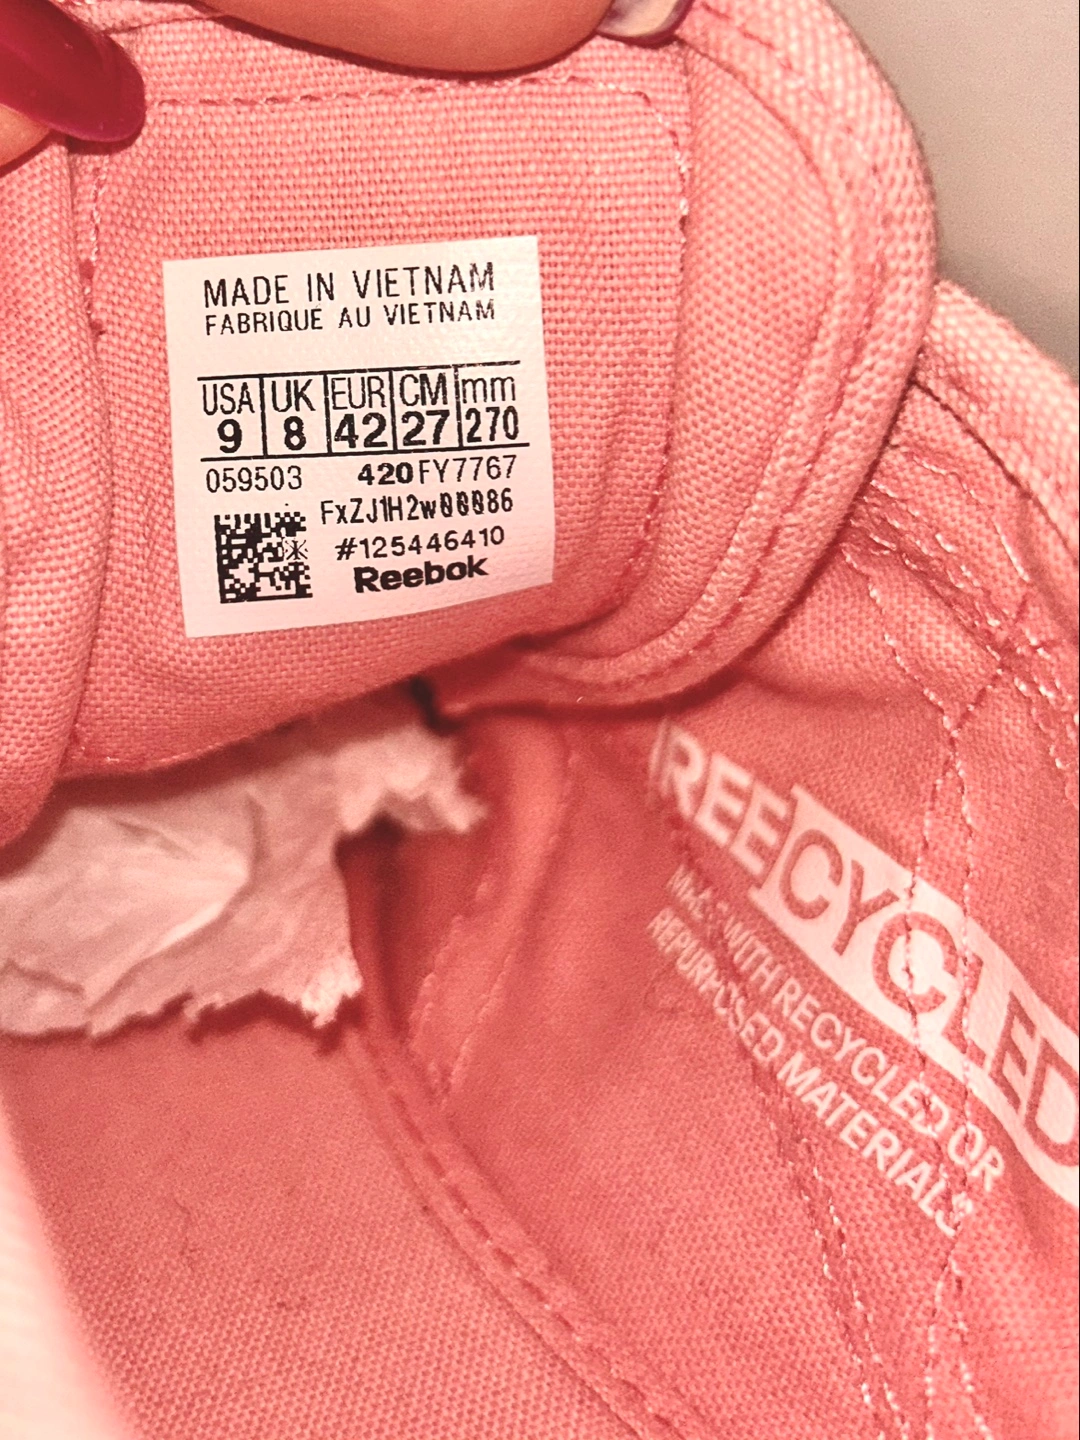 MADE IN VIETNAM
FABRIQUÉ AU VIETNAM
USA UK EUR CM mm
9 8 42 27 270
059503 420 FY7767
FxZJ1H2w00086
#125446410
Reebok
REECYCLED
MADE WITH RECYCLED OR
REPURPOSED MATERIALS